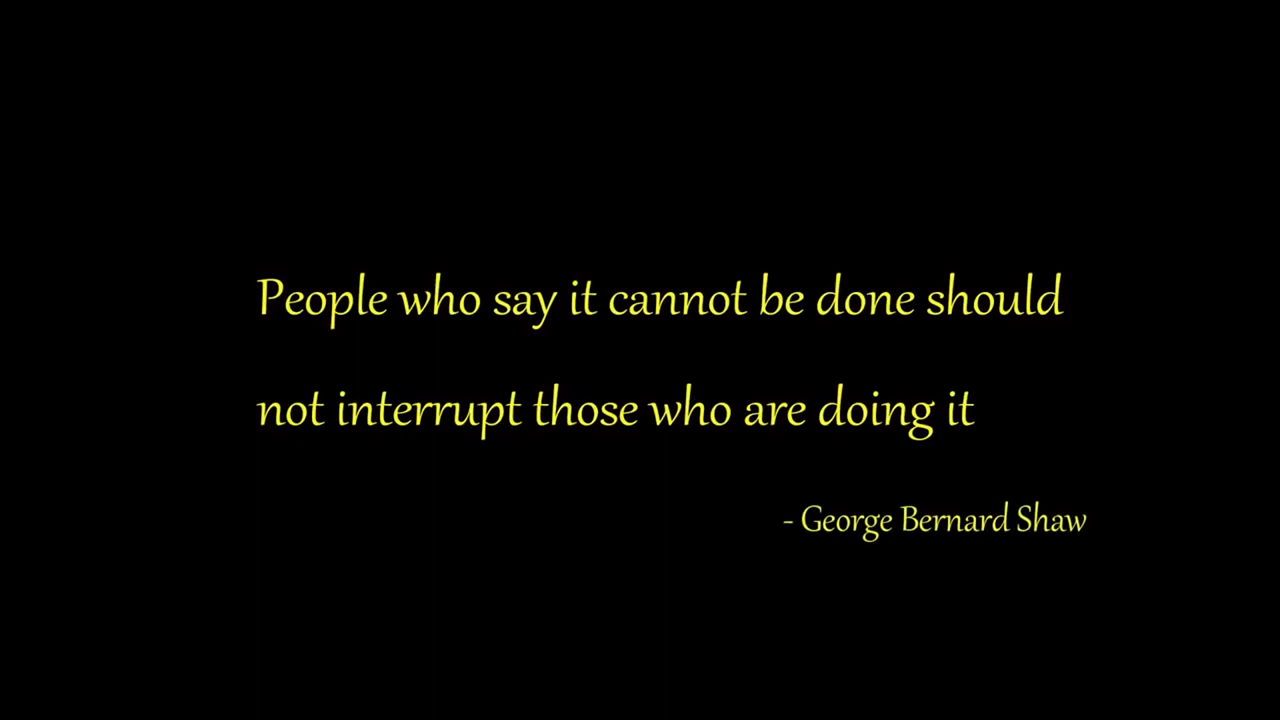 People who say it cannot be done should
not interrupt those who are doing it
- George Bernard Shaw